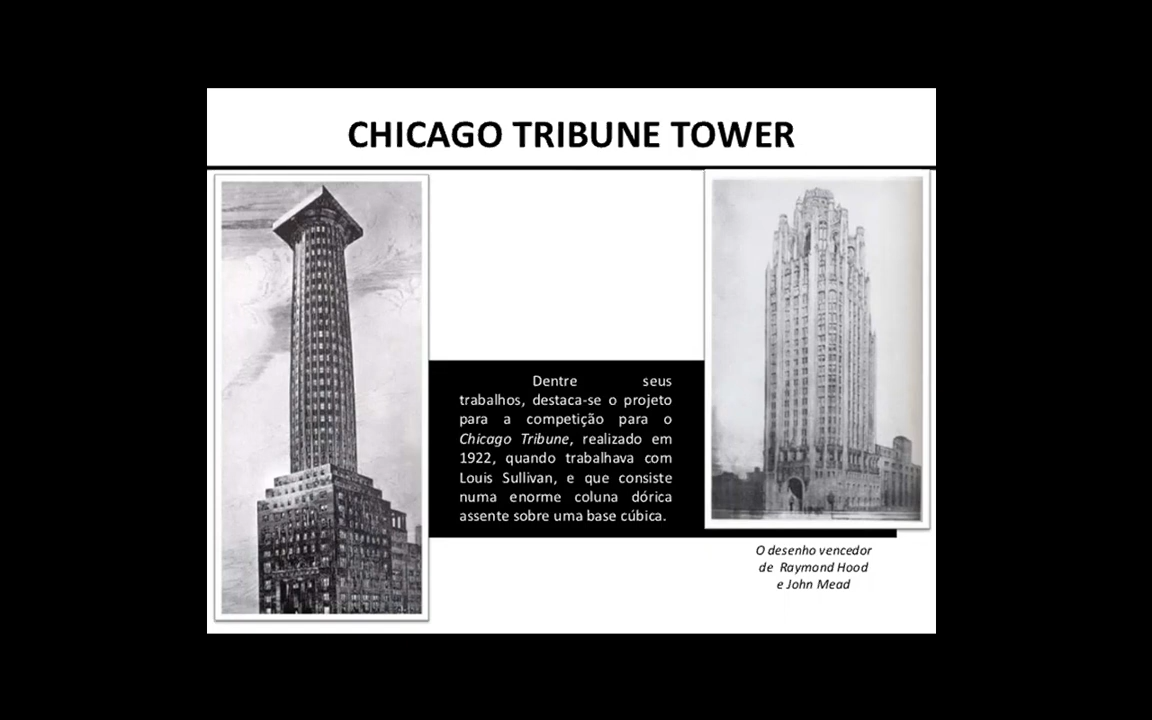 CHICAGO TRIBUNE TOWER
Dentre seus
trabalhos, destaca-se o projeto
para a competição para o
Chicago Tribune, realizado em
1922, quando trabalhava com
Louis Sullivan, e que consiste
numa enorme coluna dórica
assente sobre uma base cúbica.
O desenho vencedor
de Raymond Hood
e John Mead